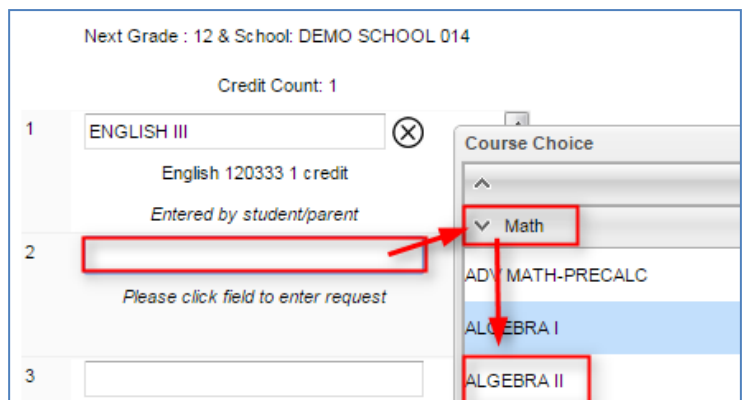 Next Grade : 12 & School: DEMO SCHOOL 014
Credit Count: 1
1
ENGLISH III
English 120333 1 credit
Entered by student/parent
2
Please click field to enter request
3
Course Choice
Math
ADV MATH-PRECALC
ALGEBRA I
ALGEBRA II